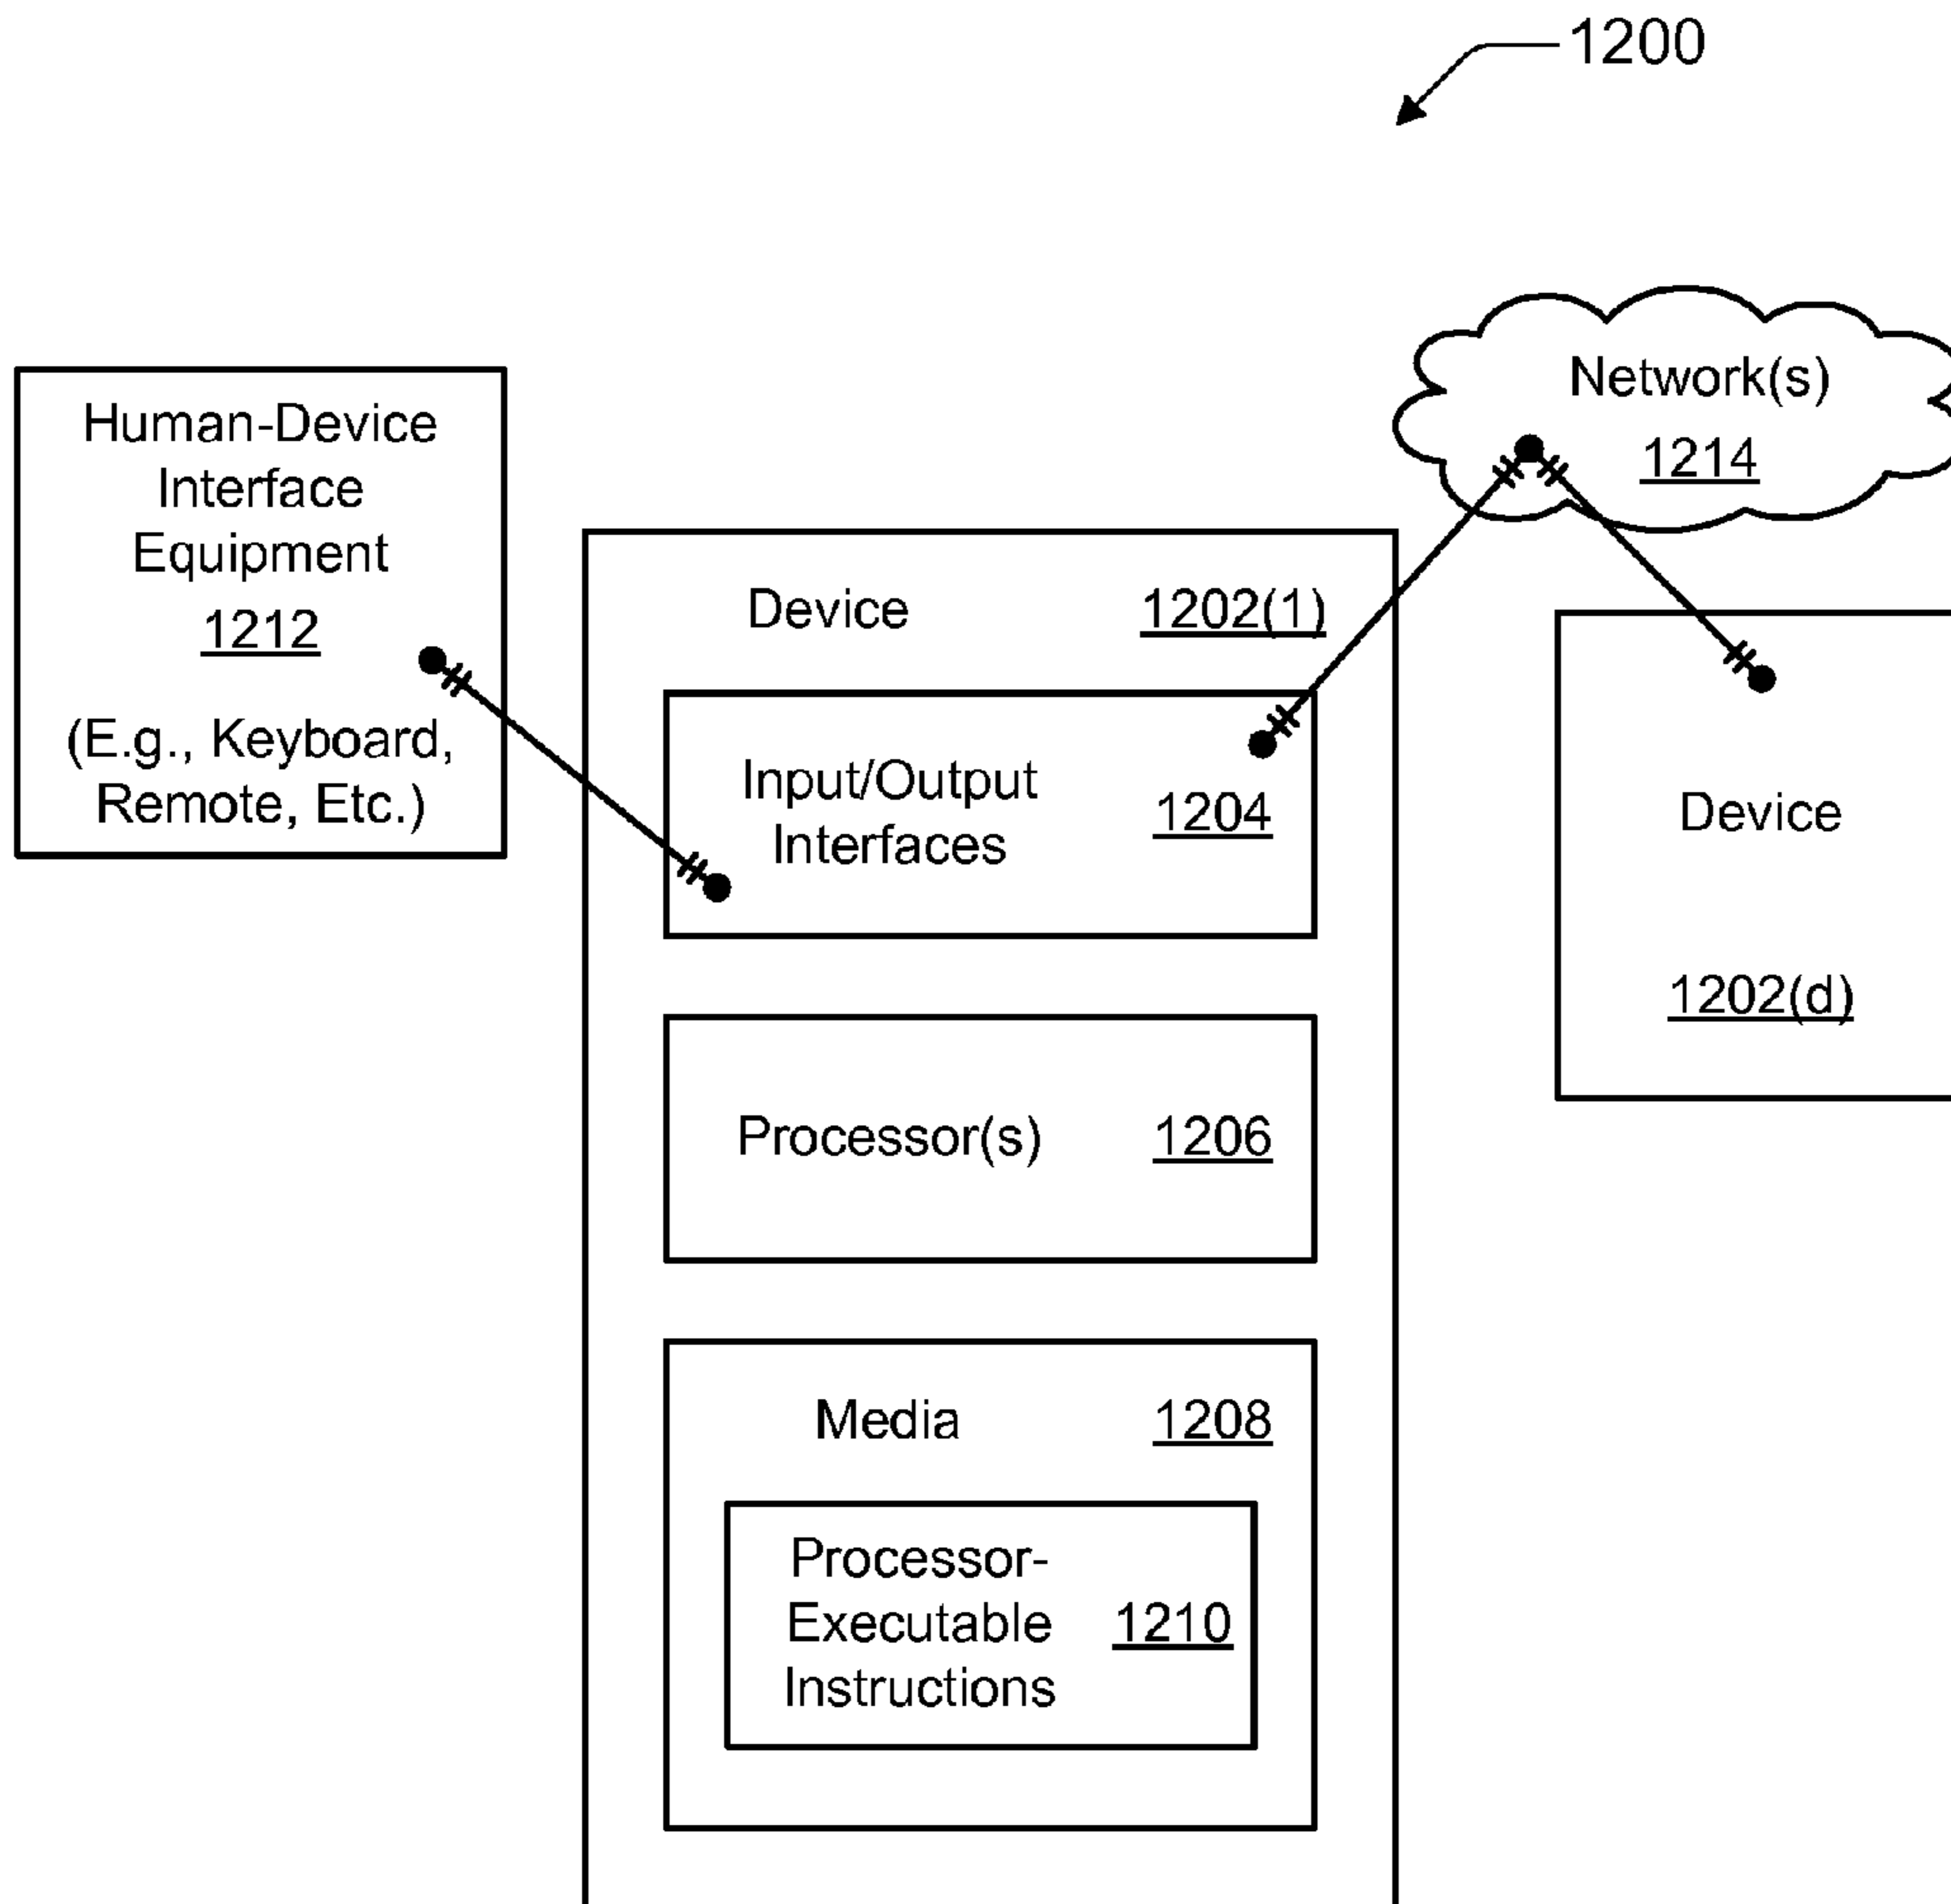 1200
Network(s)
1214
Human-Device
Interface
Equipment
1212
(E.g., Keyboard,
Remote, Etc.)
Device 1202(1)
Input/Output
Interfaces
1204
Processor(s) 1206
Media 1208
Processor-
Executable
Instructions
1210
Device
1202(d)